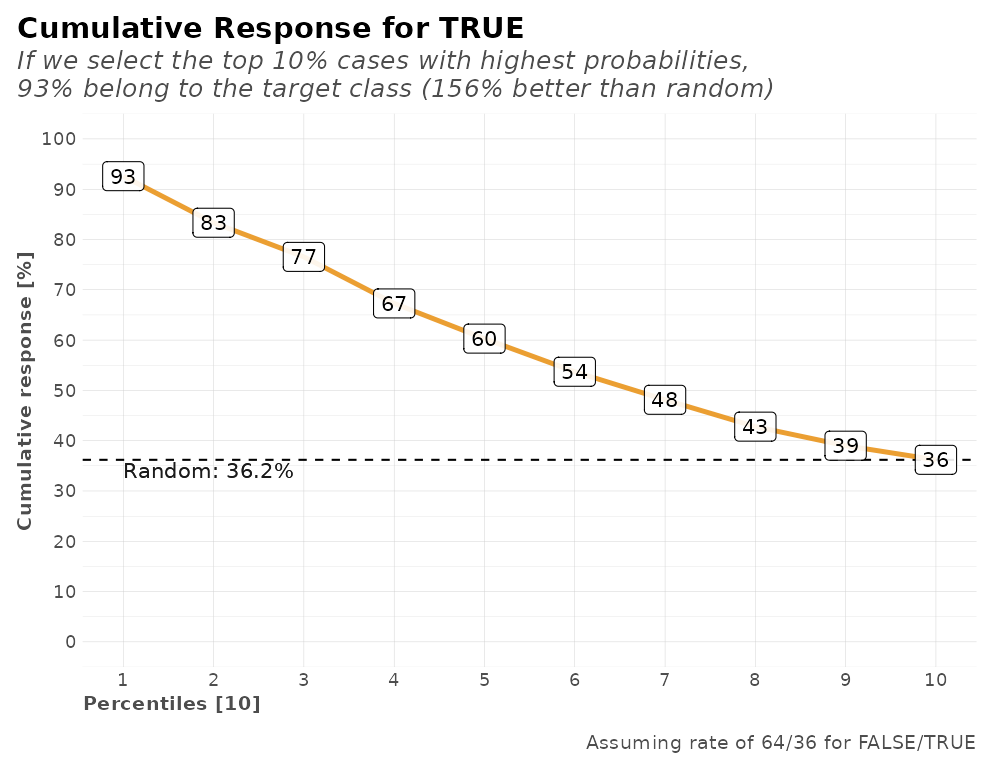 Cumulative Response for TRUE
If we select the top 10% cases with highest probabilities,
93% belong to the target class (156% better than random)
Cumulative response [%]
100
90
80
70
60
50
40
30
20
10
0
93
83
77
67
60
54
48
43
39
36
Random: 36.2%
1 2 3 4 5 6 7 8 9 10
Percentiles [10]
Assuming rate of 64/36 for FALSE/TRUE